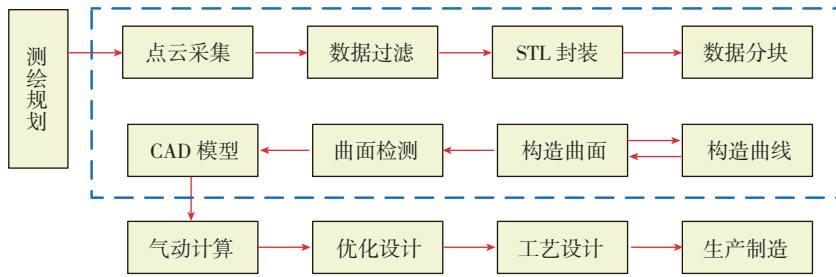 测绘规划
点云采集
数据过滤
STL 封装
数据分块
CAD 模型
曲面检测
构造曲面
构造曲线
气动计算
优化设计
工艺设计
生产制造